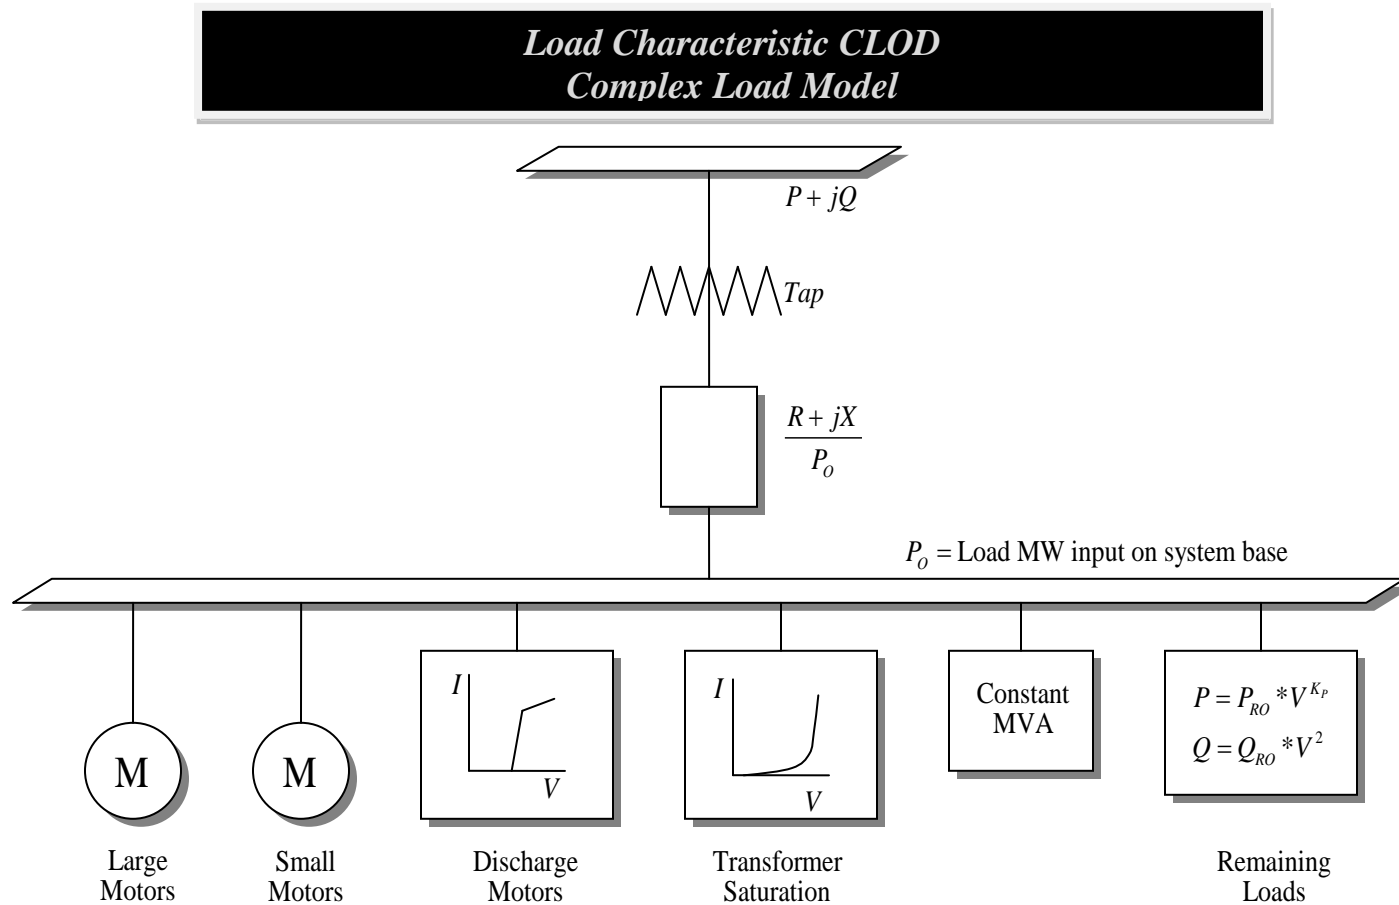 Load Characteristic CLOD
Complex Load Model
P + jQ
Tap
R + jX
P_O
P_O = Load MW input on system base
I
V
I
V
Constant
MVA
P = P_RO * V^K_P
Q = Q_RO * V^2
M
M
Large
Motors
Small
Motors
Discharge
Motors
Transformer
Saturation
Remaining
Loads